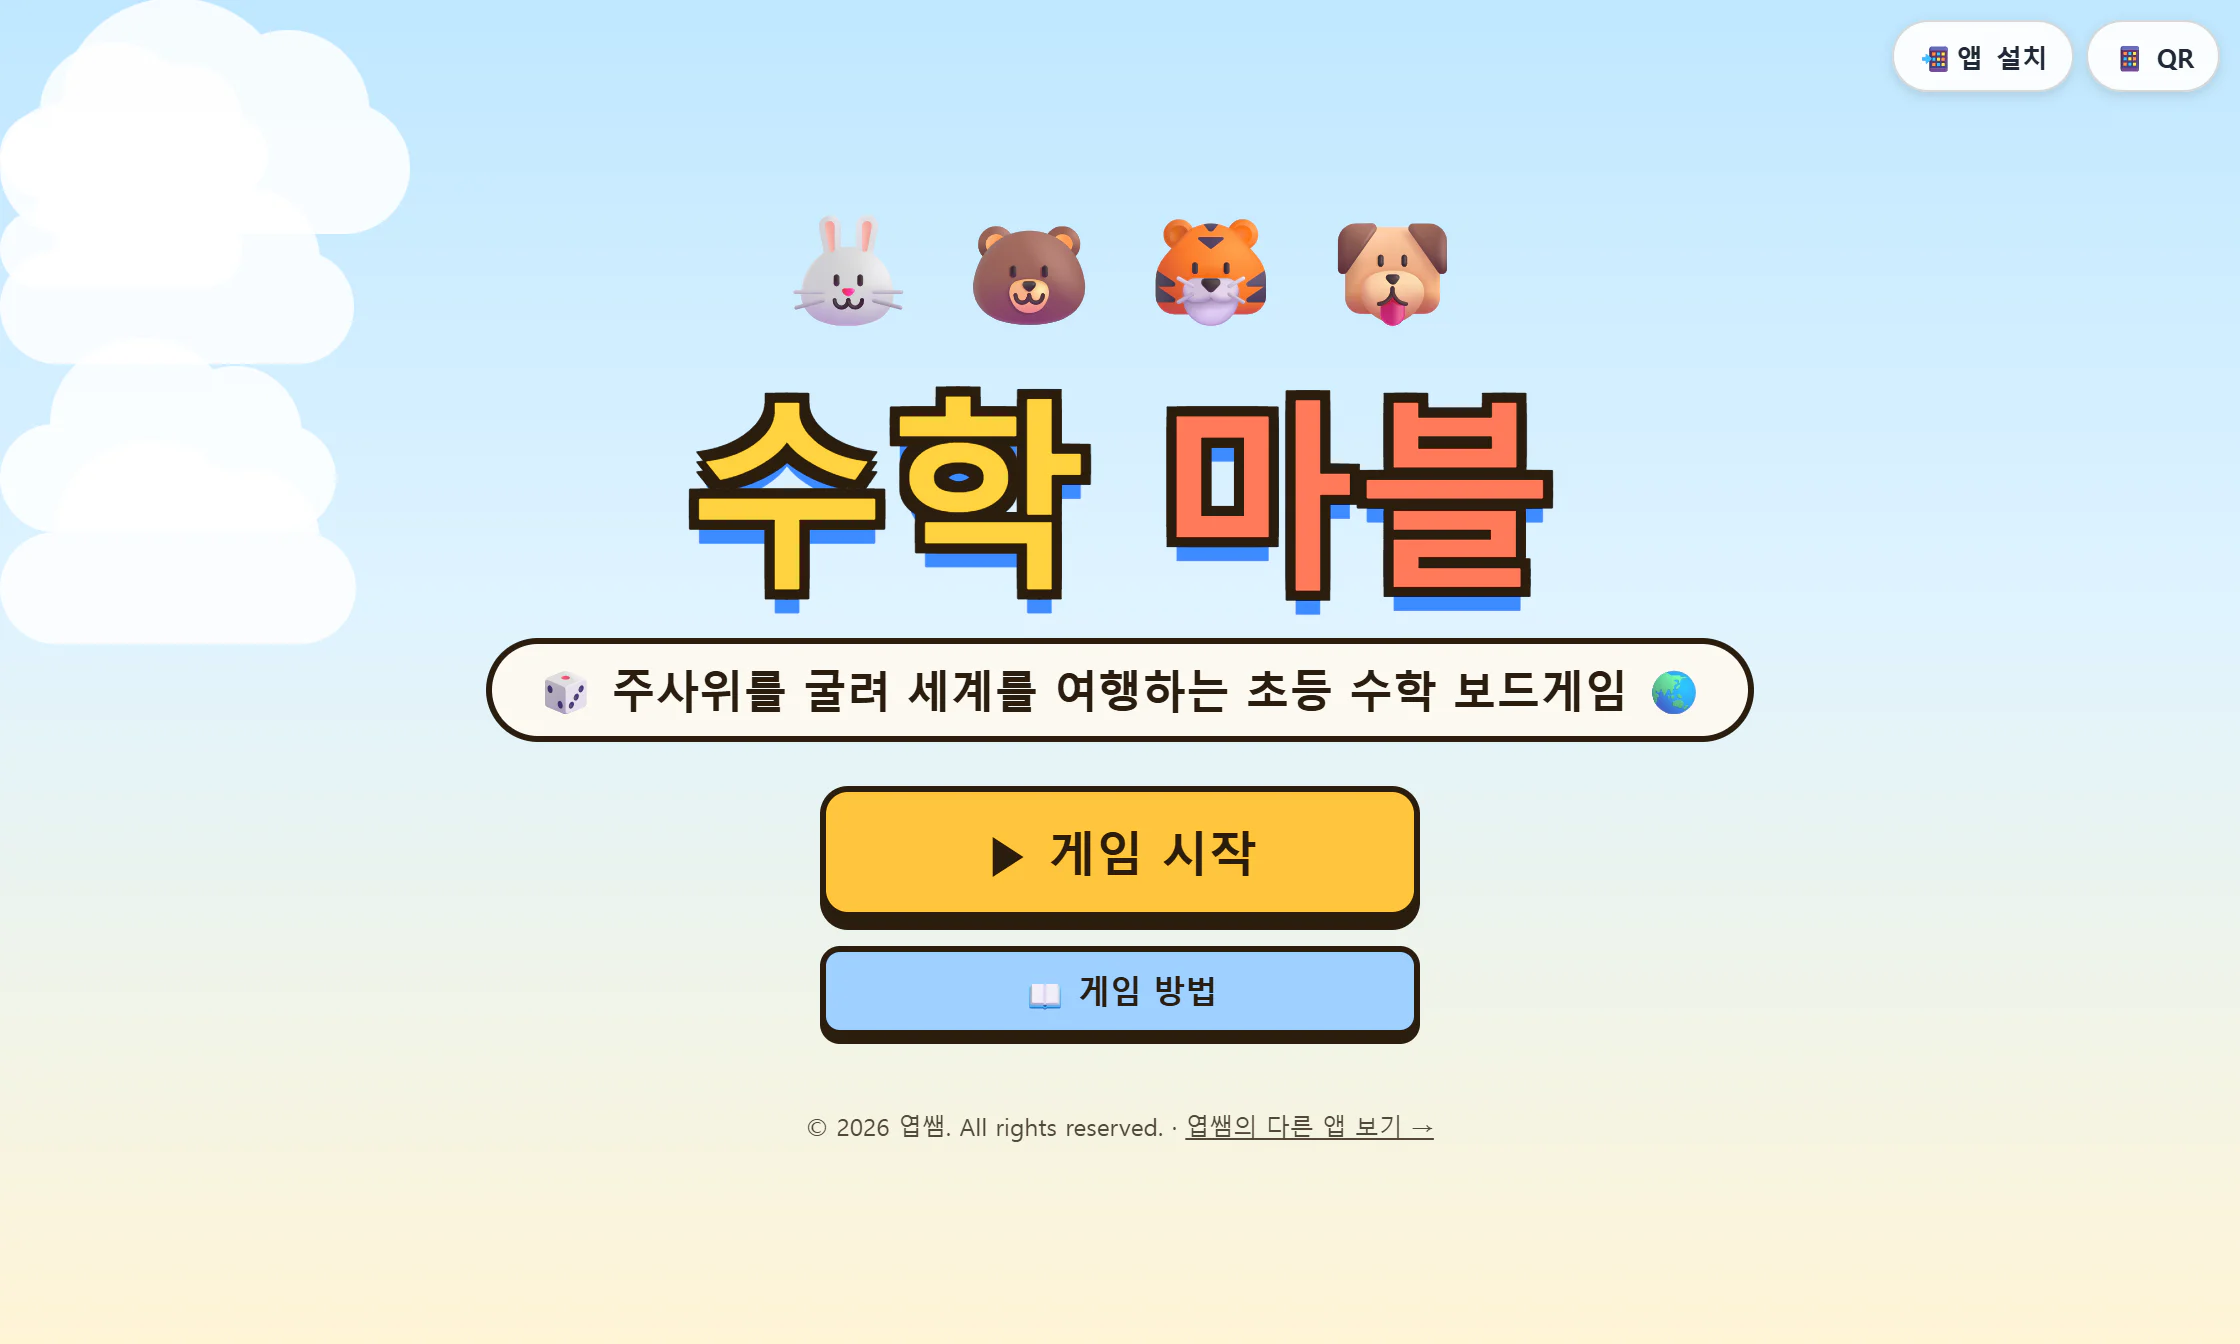 앱 설치
QR
수학 마블
주사위를 굴려 세계를 여행하는 초등 수학 보드게임
▶ 게임 시작
게임 방법
© 2026 엽쌤. All rights reserved. · 엽쌤의 다른 앱 보기 →